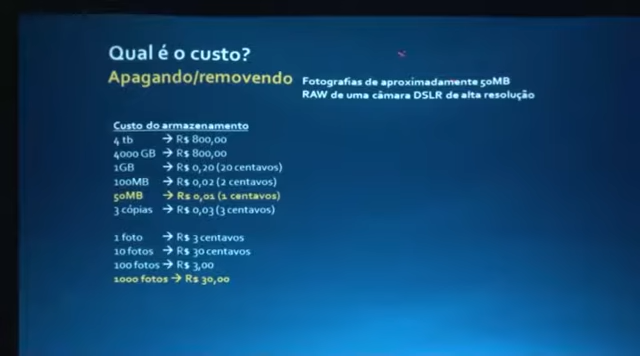 Qual é o custo?
Apagando/removendo
Fotografias de aproximadamente 50MB
RAW de uma câmara DSLR de alta resolução
Custo do armazenamento
4 tb → R$ 800,00
4000 GB → R$ 800,00
1GB → R$ 0,20 (20 centavos)
100MB → R$ 0,02 (2 centavos)
50MB → R$ 0,01 (1 centavos)
3 cópias → R$ 0,03 (3 centavos)
1 foto → R$ 3 centavos
10 fotos → R$ 30 centavos
100 fotos → R$ 3,00
1000 fotos → R$ 30,00